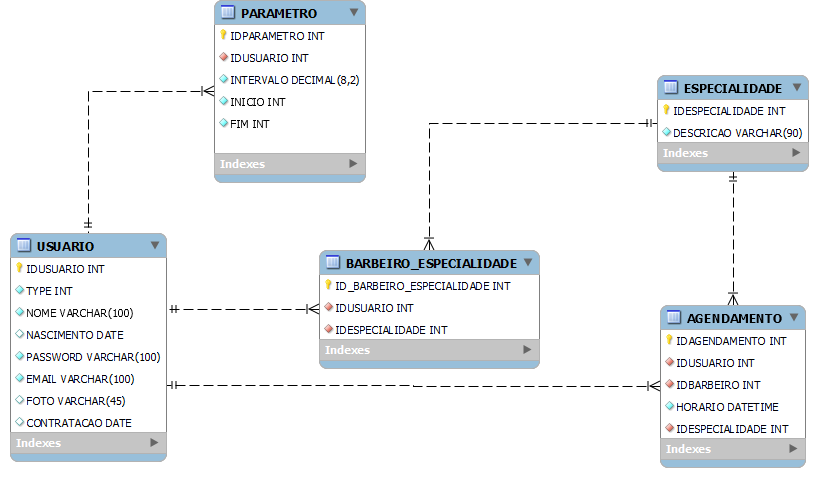 PARAMETRO
IDPARAMETRO INT
IDUSUARIO INT
INTERVALO DECIMAL(8,2)
INICIO INT
FIM INT
Indexes
ESPECIALIDADE
IDESPECIALIDADE INT
DESCRICAO VARCHAR(90)
Indexes
USUARIO
IDUSUARIO INT
TYPE INT
NOME VARCHAR(100)
NASCIMENTO DATE
PASSWORD VARCHAR(100)
EMAIL VARCHAR(100)
FOTO VARCHAR(45)
CONTRATACAO DATE
Indexes
BARBEIRO_ESPECIALIDADE
ID_BARBEIRO_ESPECIALIDADE INT
IDUSUARIO INT
IDESPECIALIDADE INT
Indexes
AGENDAMENTO
IDAGENDAMENTO INT
IDUSUARIO INT
IDBARBEIRO INT
HORARIO DATETIME
IDESPECIALIDADE INT
Indexes